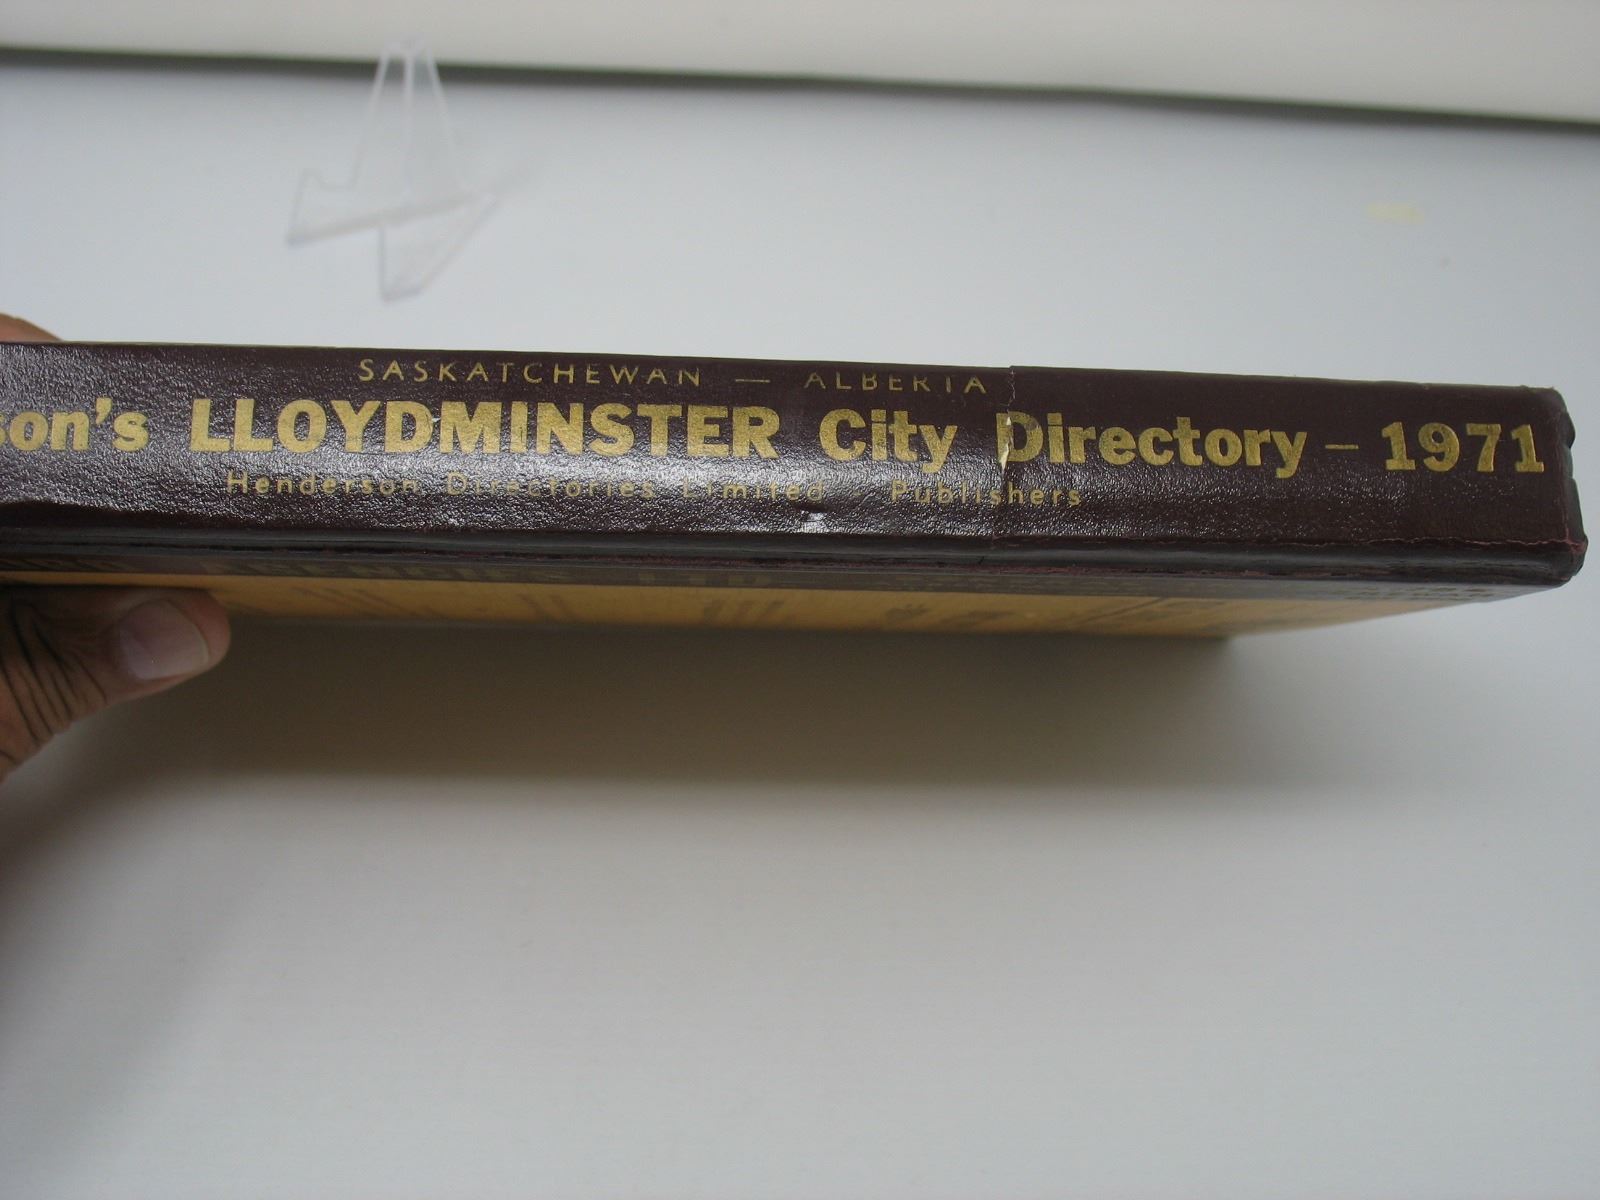 SASKATCHEWAN — ALBERTA
son's LLOYDMINSTER City Directory – 1971
Henderson Directories Limited - Publishers